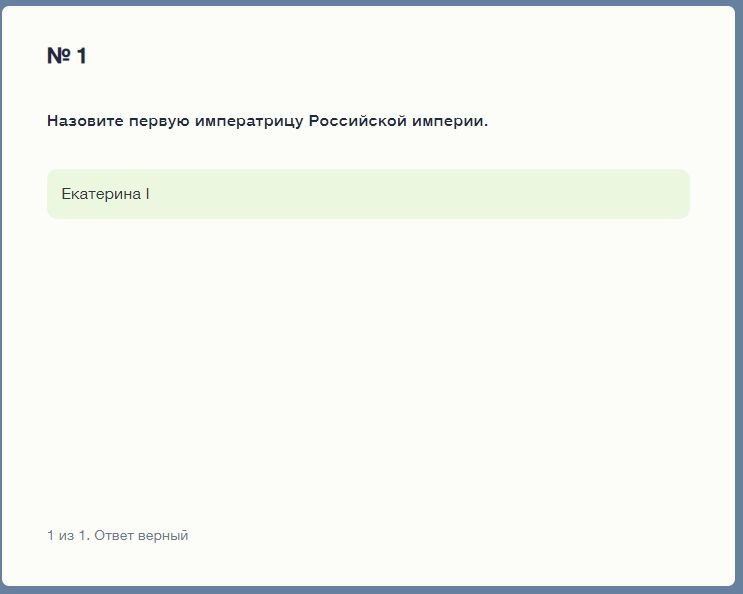 № 1
Назовите первую императрицу Российской империи.
Екатерина I
1 из 1. Ответ верный